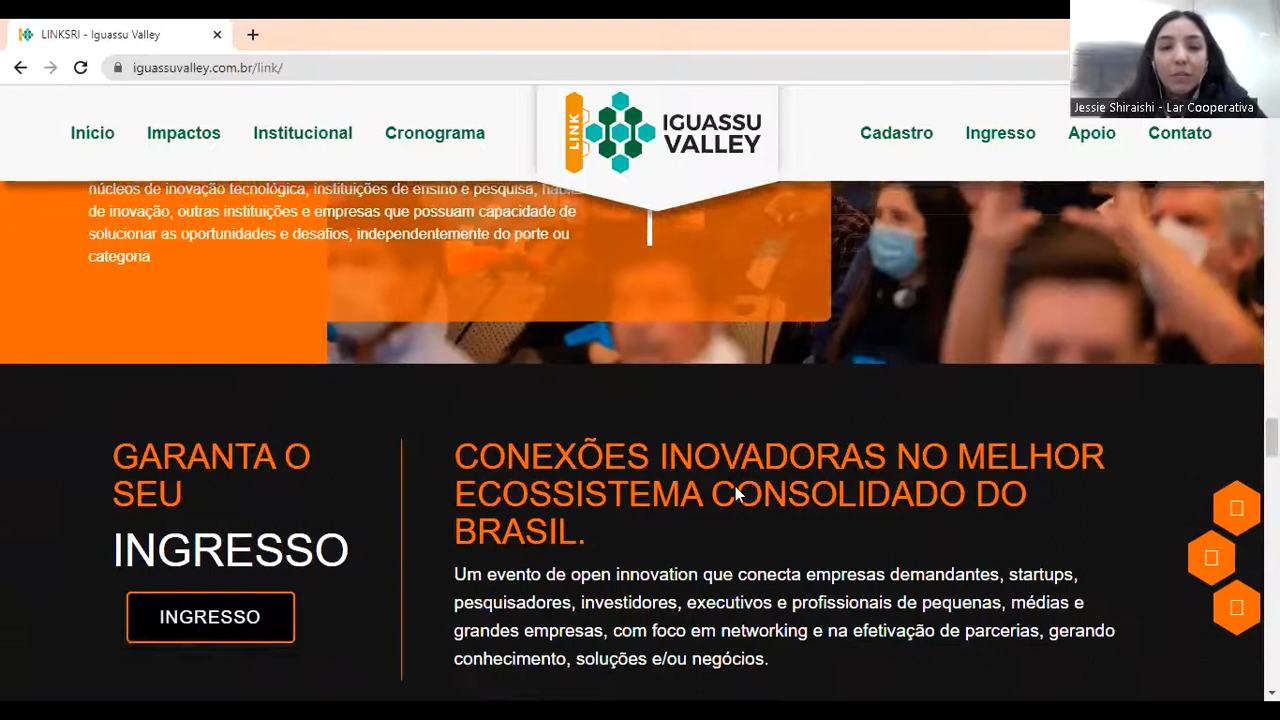 LINKSRI - Iguassu Valley
iguassuvalley.com.br/link/
Jessie Shiraishi - Lar Cooperativa
Início Impactos Institucional Cronograma
LINK
IGUASSU
VALLEY
Cadastro Ingresso Apoio Contato
núcleos de inovação tecnológica, instituições de ensino e pesquisa,
de inovação, outras instituições e empresas que possuam capacidade de
solucionar as oportunidades e desafios, independentemente do porte ou
categoria.
GARANTA O
SEU
INGRESSO
INGRESSO
CONEXÕES INOVADORAS NO MELHOR
ECOSSISTEMA CONSOLIDADO DO
BRASIL.
Um evento de open innovation que conecta empresas demandantes, startups,
pesquisadores, investidores, executivos e profissionais de pequenas, médias e
grandes empresas, com foco em networking e na efetivação de parcerias, gerando
conhecimento, soluções e/ou negócios.